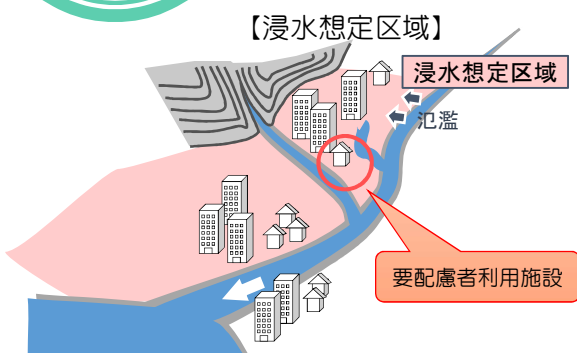 【浸水想定区域】
浸水想定区域
氾濫
要配慮者利用施設